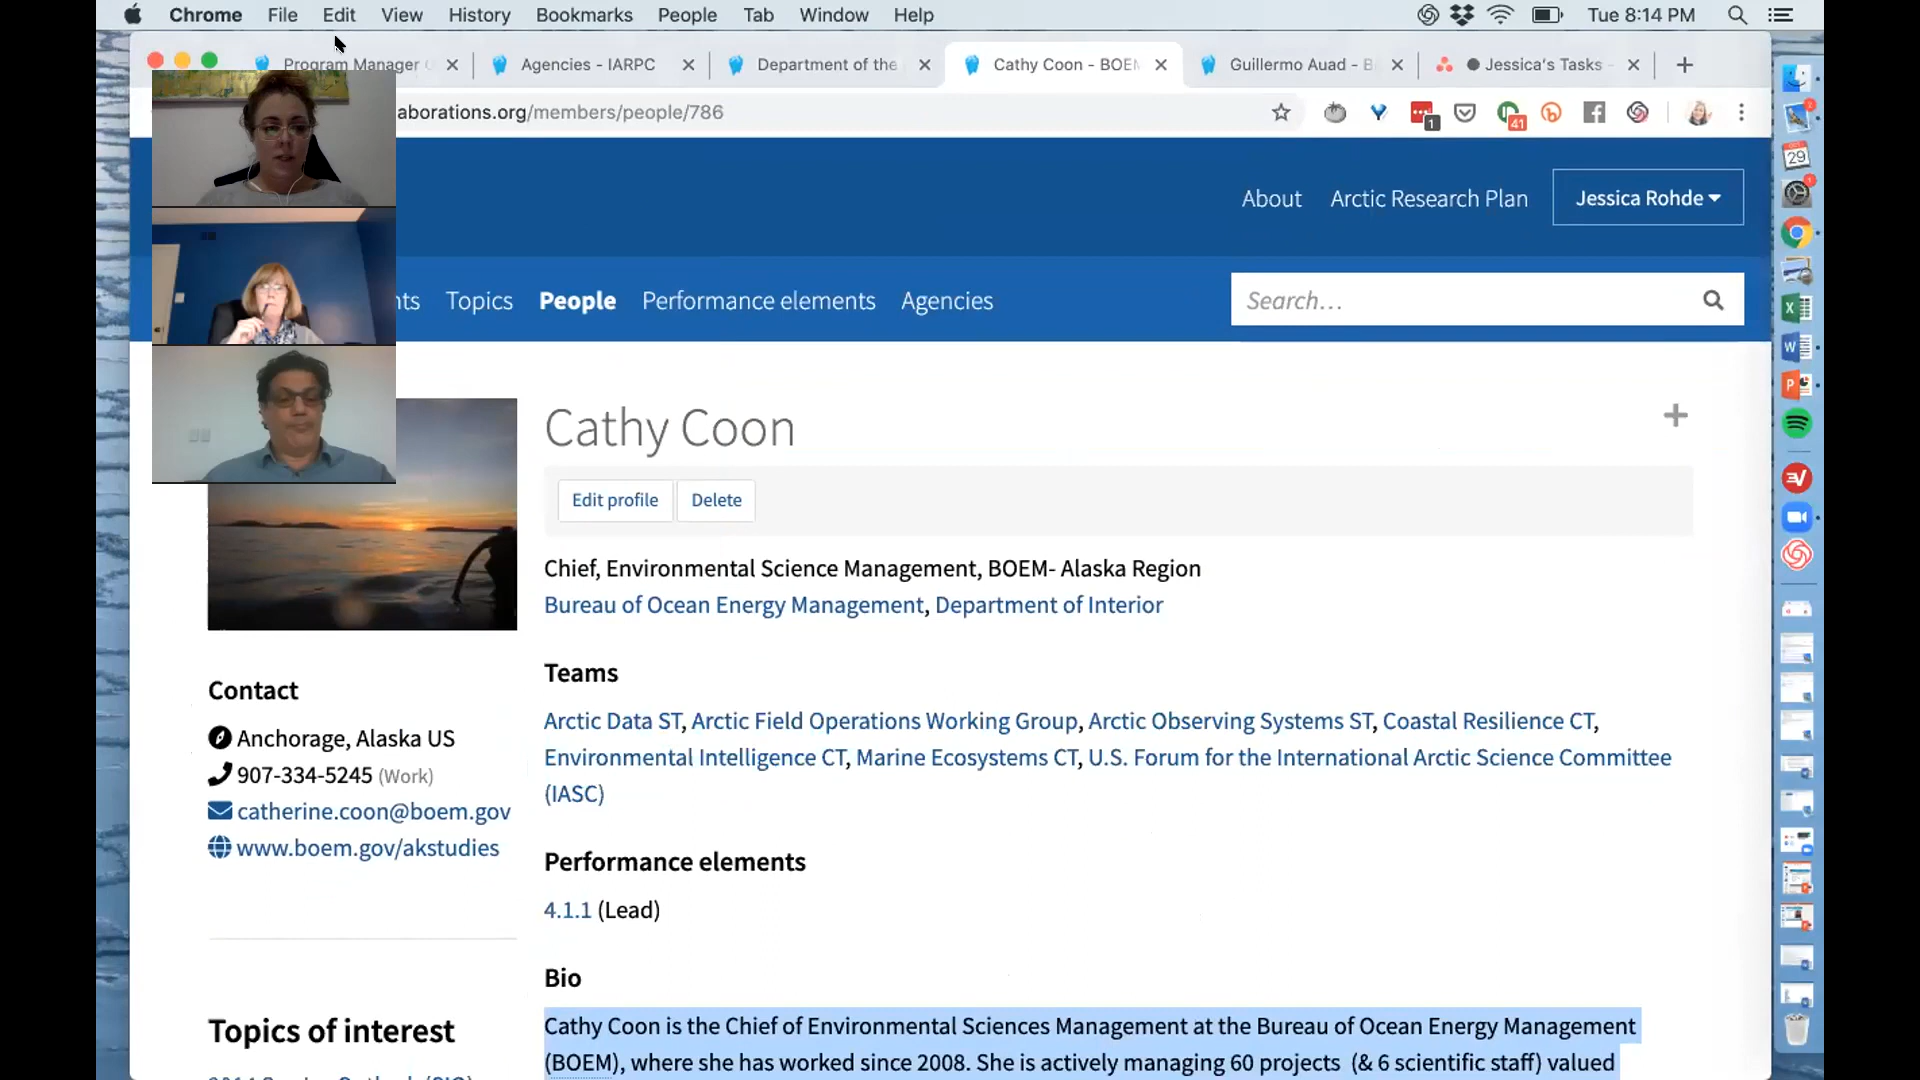 Chrome File Edit View History Bookmarks People Tab Window Help Tue 8:14 PM
Program Manager Agencies - IARPC Department of the Cathy Coon - BOEM Guillermo Auad - B Jessica's Tasks -
aborations.org/members/people/786
1
41
OCT
29
About Arctic Research Plan Jessica Rohde
nts Topics People Performance elements Agencies Search…
Cathy Coon
Edit profile Delete
Chief, Environmental Science Management, BOEM- Alaska Region
Bureau of Ocean Energy Management, Department of Interior
Teams
Arctic Data ST, Arctic Field Operations Working Group, Arctic Observing Systems ST, Coastal Resilience CT,
Environmental Intelligence CT, Marine Ecosystems CT, U.S. Forum for the International Arctic Science Committee
(IASC)
Contact
Anchorage, Alaska US
907-334-5245 (Work)
catherine.coon@boem.gov
www.boem.gov/akstudies
Performance elements
4.1.1 (Lead)
Bio
Cathy Coon is the Chief of Environmental Sciences Management at the Bureau of Ocean Energy Management
(BOEM), where she has worked since 2008. She is actively managing 60 projects (& 6 scientific staff) valued
Topics of interest